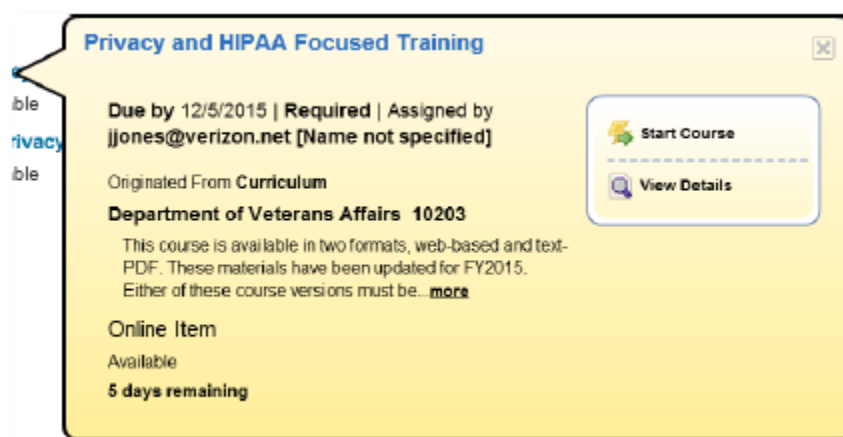 Privacy and HIPAA Focused Training
ble
Due by 12/5/2015 | Required | Assigned by
rivacy
jjones@verizon.net [Name not specified]
Start Course
ble
Originated From Curriculum
View Details
Department of Veterans Affairs 10203
This course is available in two formats, web-based and text-
PDF. These materials have been updated for FY2015.
Either of these course versions must be...more
Online Item
Available
5 days remaining